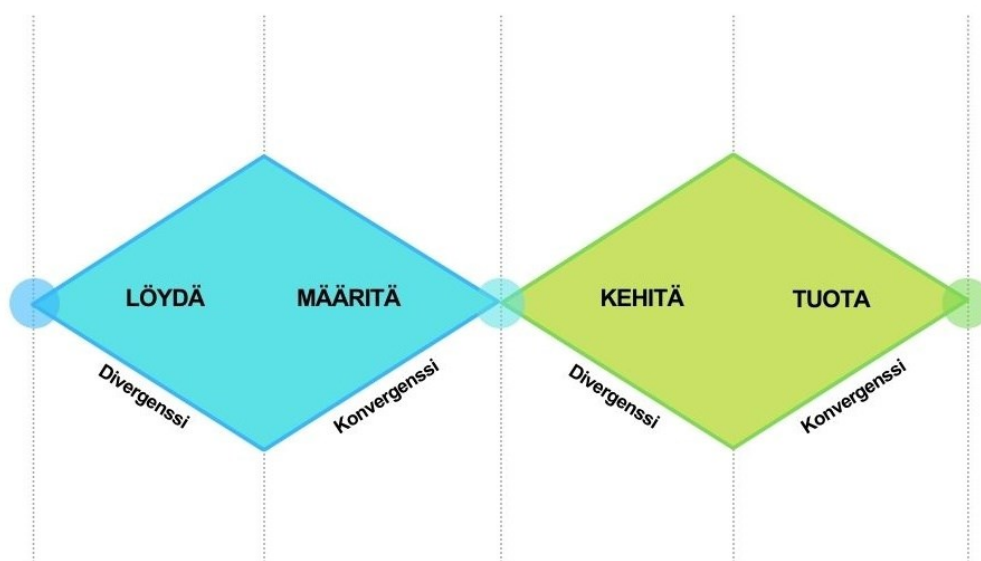 LÖYDÄ
MÄÄRITÄ
KEHITÄ
TUOTA
Divergenssi
Konvergenssi
Divergenssi
Konvergenssi